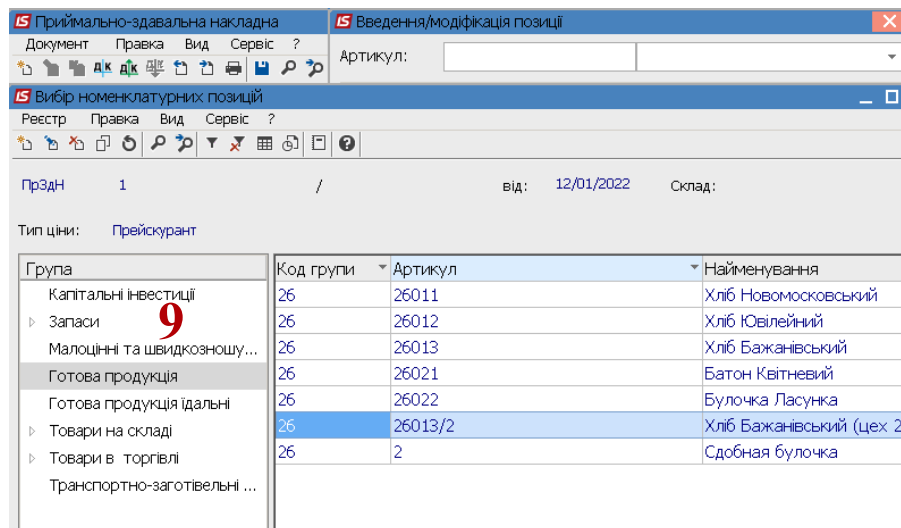 Приймально-здавальна накладна
Введення/модіфікація позиції
Документ Правка Вид Сервіс ?
Артикул:
Вибір номенклатурних позицій
Реєстр Правка Вид Сервіс ?
ПрЗдН 1 / від: 12/01/2022 Склад:
Тип ціни: Прейскурант
Група
Капітальні інвестиції
Запаси
9
Малоцінні та швидкозношу...
Готова продукція
Готова продукція їдальні
Товари на складі
Товари в торгівлі
Транспортно-заготівельні ...
Код групи Артикул Найменування
26 26011 Хліб Новомосковський
26 26012 Хліб Ювілейний
26 26013 Хліб Бажанівський
26 26021 Батон Квітневий
26 26022 Булочка Ласунка
26 26013/2 Хліб Бажанівський (цех 2
26 2 Сдобная булочка